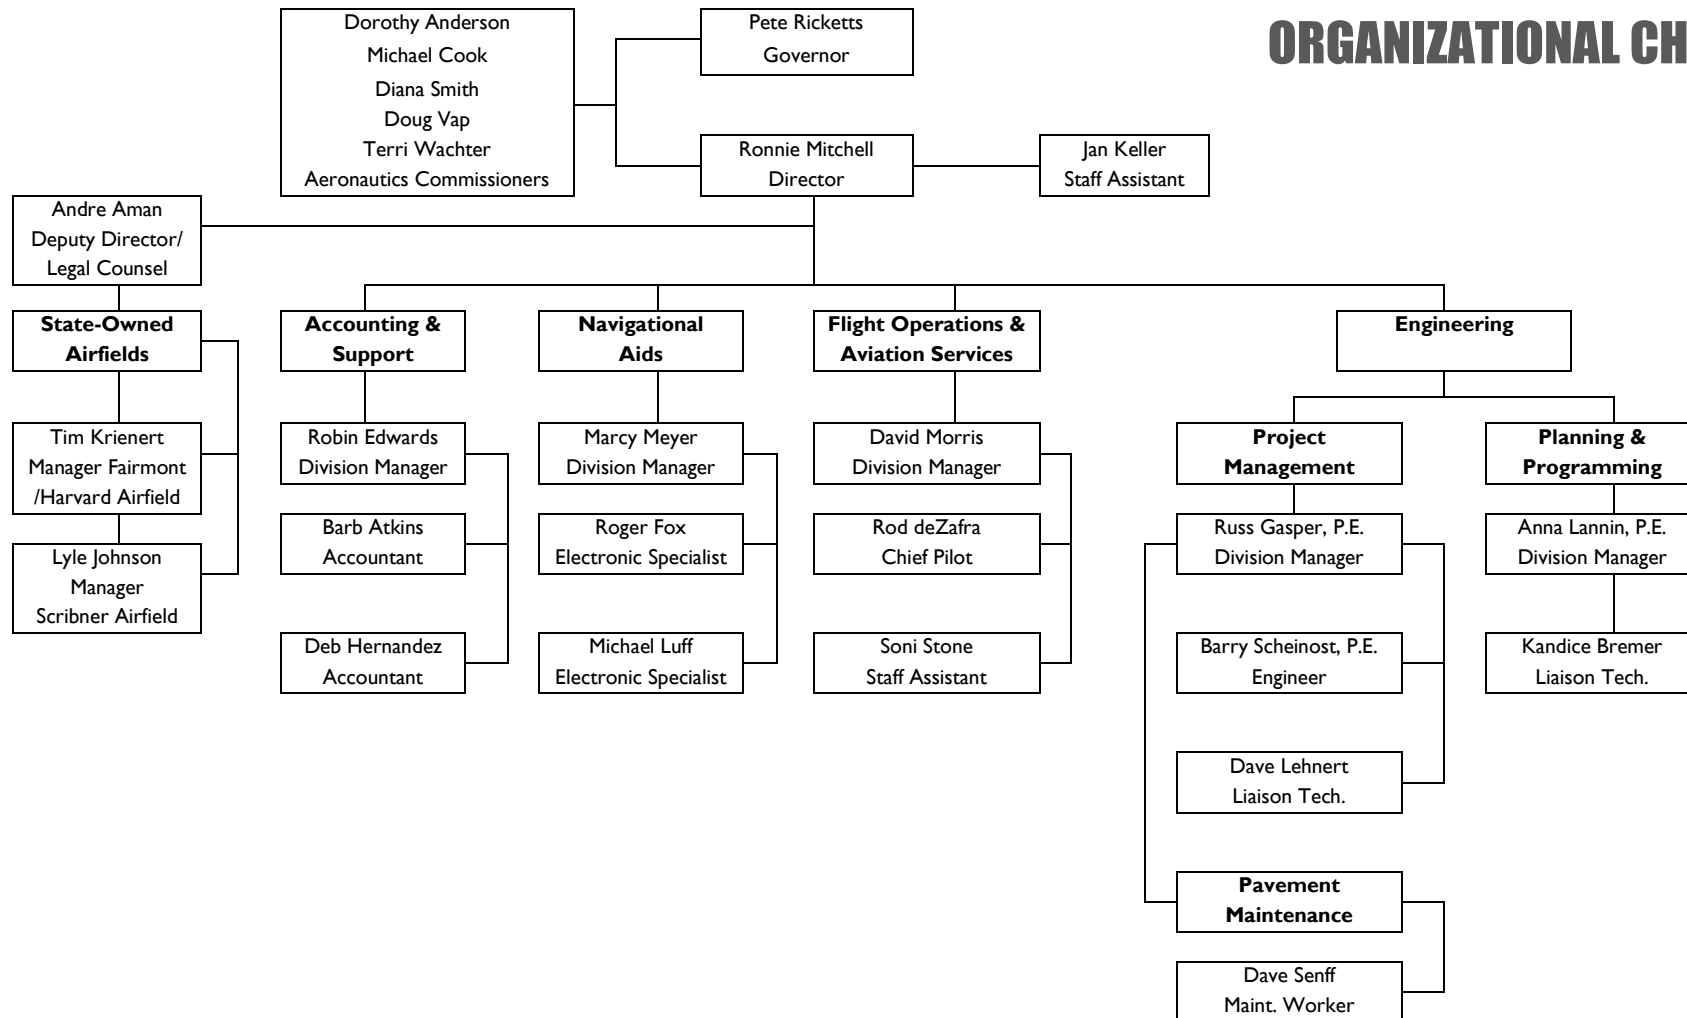 ORGANIZATIONAL CH
Dorothy Anderson
Michael Cook
Diana Smith
Doug Vap
Terri Wachter
Aeronautics Commissioners
Pete Ricketts
Governor
Ronnie Mitchell
Director
Jan Keller
Staff Assistant
Andre Aman
Deputy Director/
Legal Counsel
State-Owned
Airfields
Tim Krienert
Manager Fairmont
/Harvard Airfield
Lyle Johnson
Manager
Scribner Airfield
Accounting &
Support
Robin Edwards
Division Manager
Barb Atkins
Accountant
Deb Hernandez
Accountant
Navigational
Aids
Marcy Meyer
Division Manager
Roger Fox
Electronic Specialist
Michael Luff
Electronic Specialist
Flight Operations &
Aviation Services
David Morris
Division Manager
Rod deZafra
Chief Pilot
Soni Stone
Staff Assistant
Engineering
Project
Management
Russ Gasper, P.E.
Division Manager
Barry Scheinost, P.E.
Engineer
Dave Lehnert
Liaison Tech.
Pavement
Maintenance
Dave Senff
Maint. Worker
Planning &
Programming
Anna Lannin, P.E.
Division Manager
Kandice Bremer
Liaison Tech.